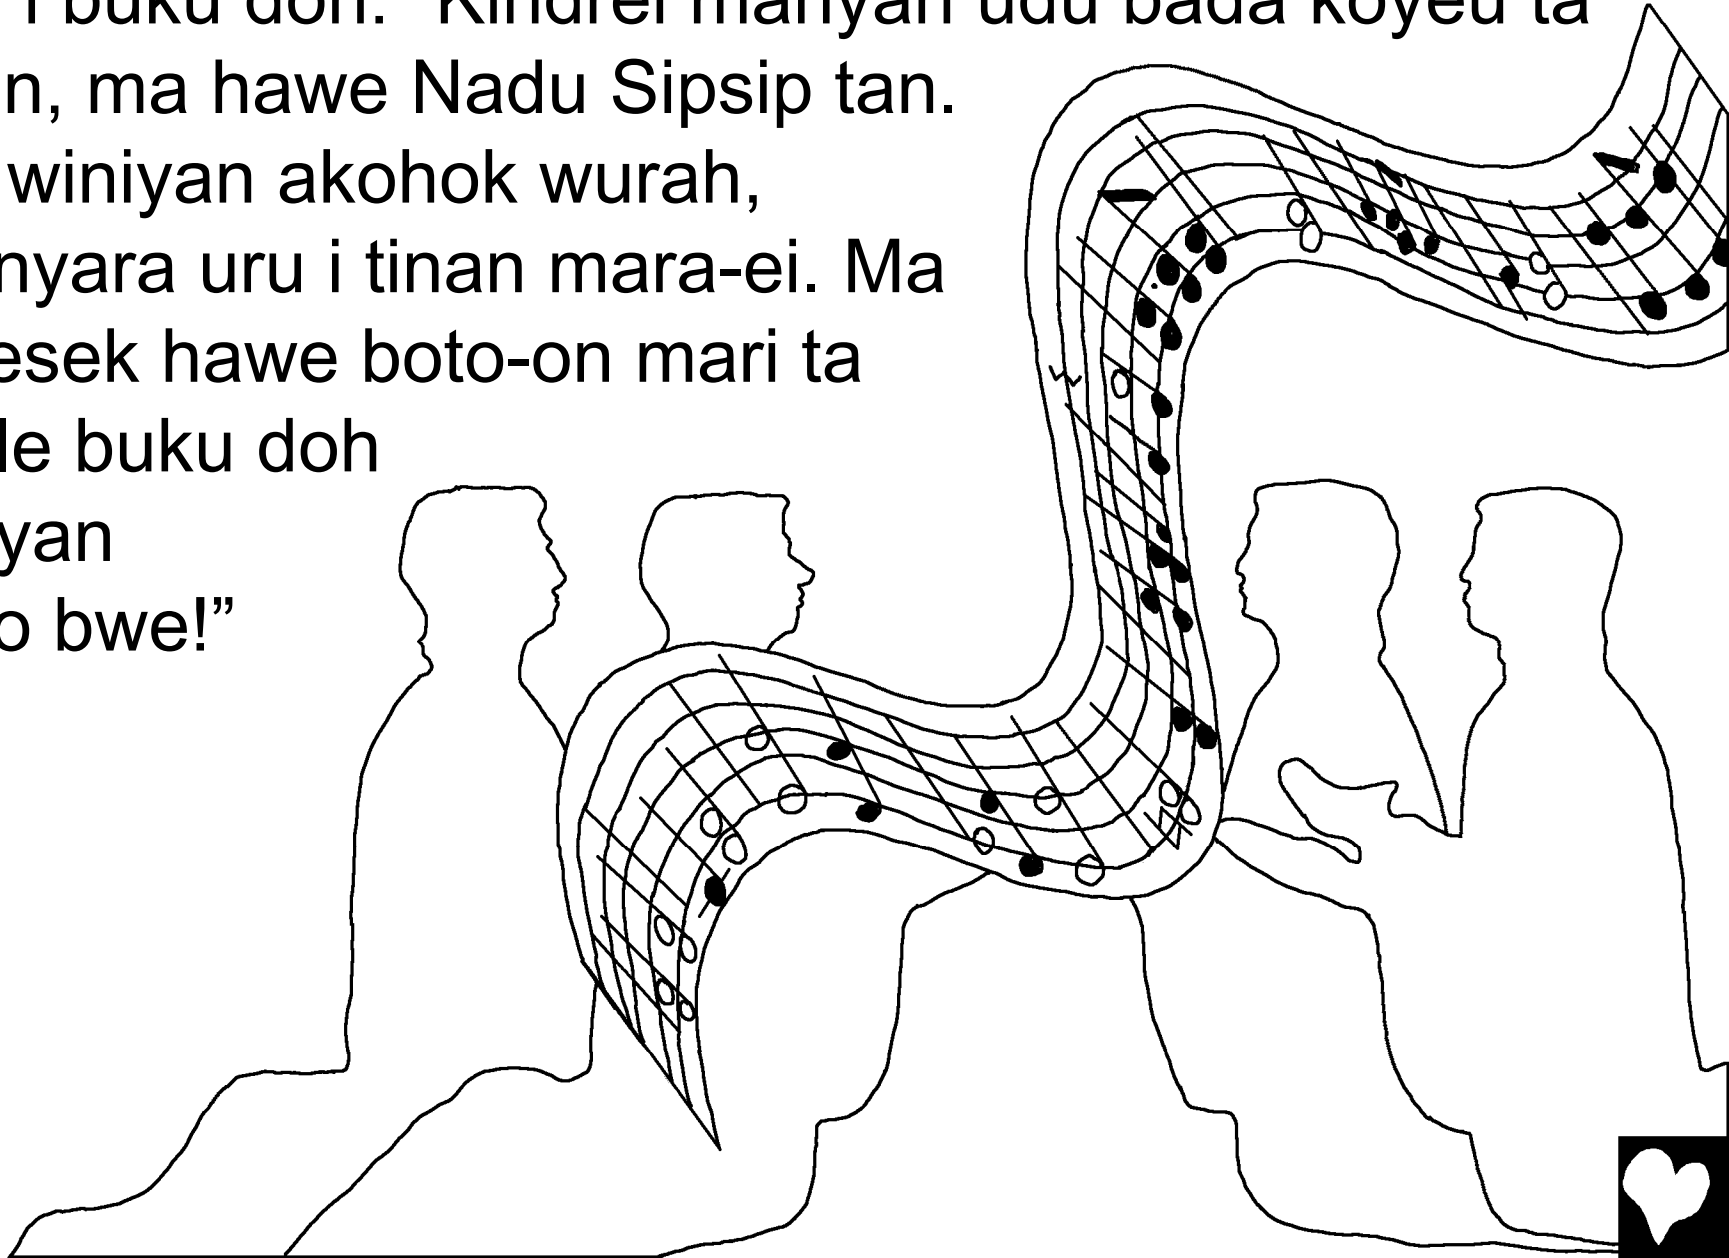 i buku doh. “Kindrei manyan udu bada koyeu ta
n, ma hawe Nadu Sipsip tan.
winiyan akohok wurah,
nyara uru i tinan mara-ei. Ma
esek hawe boto-on mari ta
le buku doh
yan
o bwe!”